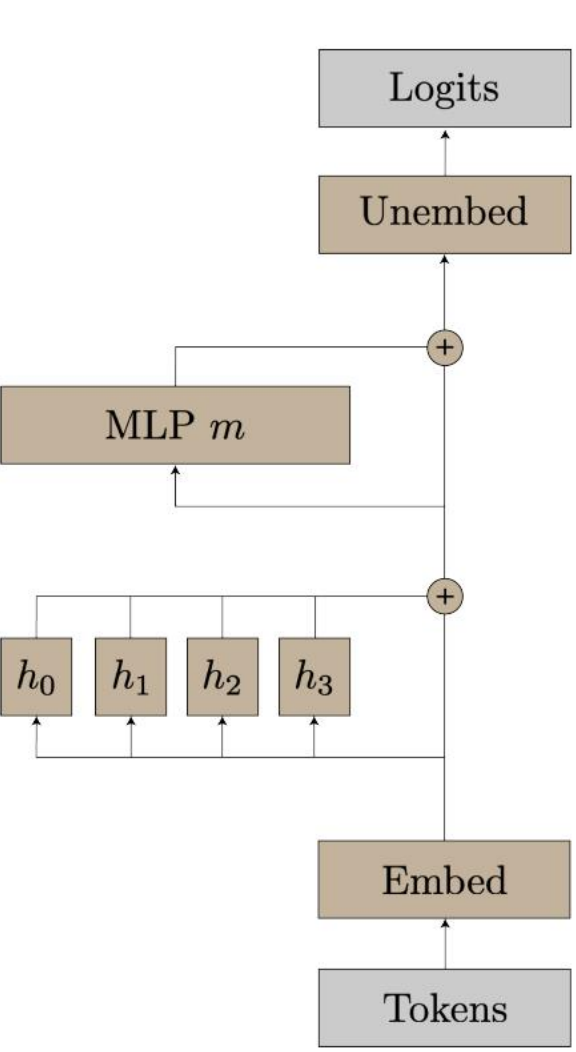 Logits
Unembed
+
MLP m
+
h₀ h₁ h₂ h₃
Embed
Tokens